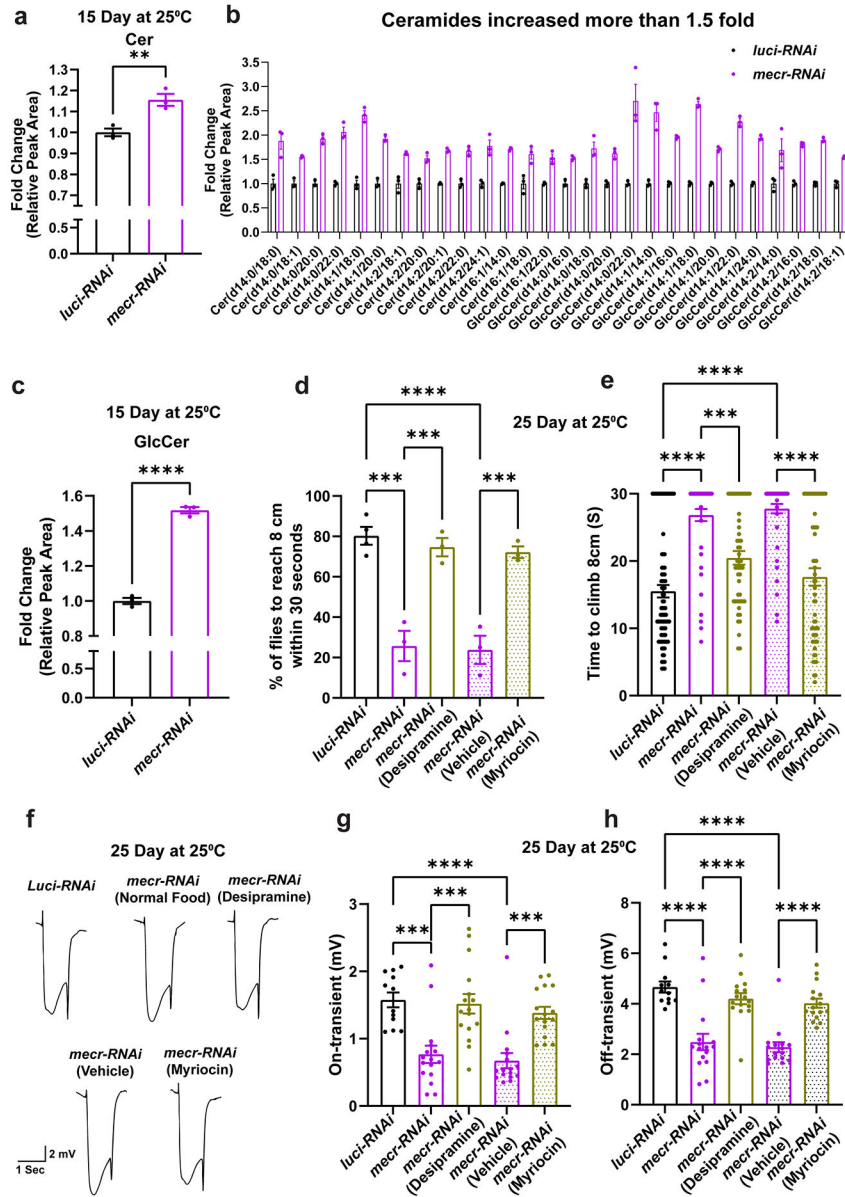 a
15 Day at 25ºC
Cer
**
Fold Change
(Relative Peak Area)
1.3
1.2
1.1
1.0
0.9
0.8
0.7
0.5
0.0
luci-RNAi
mecr-RNAi
b
Ceramides increased more than 1.5 fold
luci-RNAi
mecr-RNAi
Fold Change
(Relative Peak Area)
3.5
3.0
2.5
2.0
1.5
1.0
0.5
0.0
Cer(d14:0/18:0)
Cer(d14:0/18:1)
Cer(d14:0/20:0)
Cer(d14:0/22:0)
Cer(d14:1/18:0)
Cer(d14:1/20:0)
Cer(d14:2/18:1)
Cer(d14:2/20:0)
Cer(d14:2/20:1)
Cer(d14:2/22:0)
Cer(d14:2/24:1)
Cer(d16:1/14:0)
Cer(d16:1/18:0)
GlcCer(d16:1/22:0)
GlcCer(d14:0/16:0)
GlcCer(d14:0/18:0)
GlcCer(d14:0/20:0)
GlcCer(d14:0/22:0)
GlcCer(d14:1/14:0)
GlcCer(d14:1/16:0)
GlcCer(d14:1/18:0)
GlcCer(d14:1/20:0)
GlcCer(d14:1/22:0)
GlcCer(d14:1/24:0)
GlcCer(d14:2/14:0)
GlcCer(d14:2/16:0)
GlcCer(d14:2/18:0)
GlcCer(d14:2/18:1)
c
15 Day at 25ºC
GlcCer
****
Fold Change
(Relative Peak Area)
1.6
1.4
1.2
1.0
0.8
0.5
0.0
luci-RNAi
mecr-RNAi
d
25 Day at 25ºC
****
***
***
***
% of flies to reach 8 cm
within 30 seconds
100
80
60
40
20
0
luci-RNAi
mecr-RNAi
mecr-RNAi
(Desipramine)
mecr-RNAi
(Vehicle)
mecr-RNAi
(Myriocin)
e
****
***
****
****
Time to climb 8cm (S)
30
20
10
0
luci-RNAi
mecr-RNAi
mecr-RNAi
(Desipramine)
mecr-RNAi
(Vehicle)
mecr-RNAi
(Myriocin)
f
25 Day at 25ºC
Luci-RNAi
mecr-RNAi
(Normal Food)
mecr-RNAi
(Desipramine)
mecr-RNAi
(Vehicle)
mecr-RNAi
(Myriocin)
2 mV
1 Sec
g
25 Day at 25ºC
****
***
***
***
On-transient (mV)
3
2
1
0
luci-RNAi
mecr-RNAi
mecr-RNAi
(Desipramine)
mecr-RNAi
(Vehicle)
mecr-RNAi
(Myriocin)
h
****
****
****
****
Off-transient (mV)
8
6
4
2
0
luci-RNAi
mecr-RNAi
mecr-RNAi
(Desipramine)
mecr-RNAi
(Vehicle)
mecr-RNAi
(Myriocin)